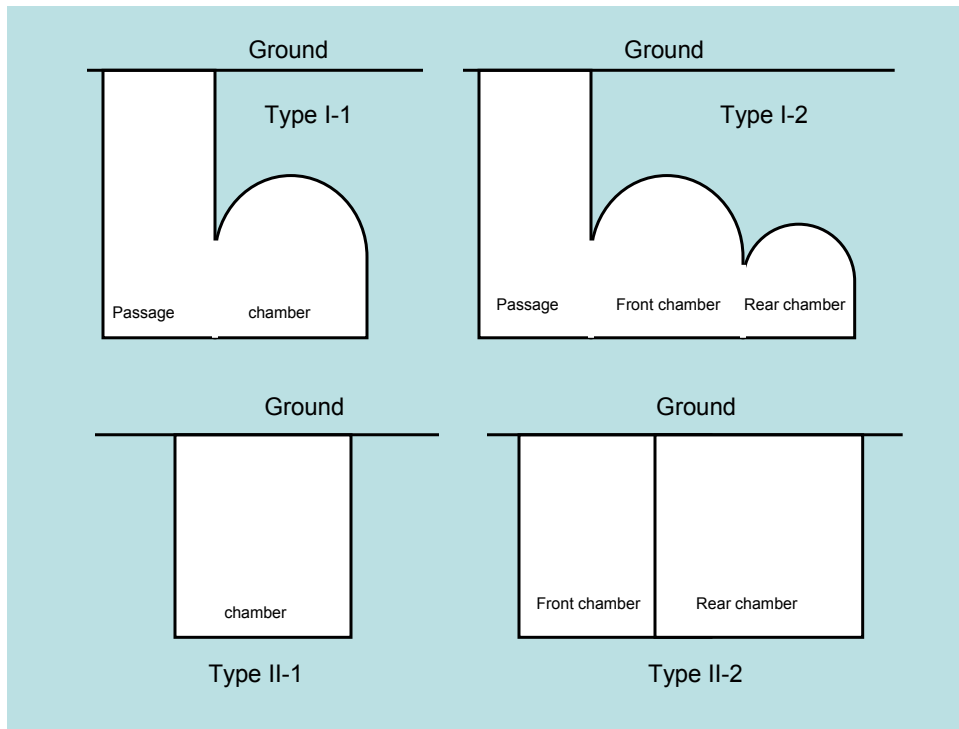 Ground
Type I-1
Passage
chamber
Ground
Type I-2
Passage
Front chamber
Rear chamber
Ground
chamber
Type II-1
Ground
Front chamber
Rear chamber
Type II-2